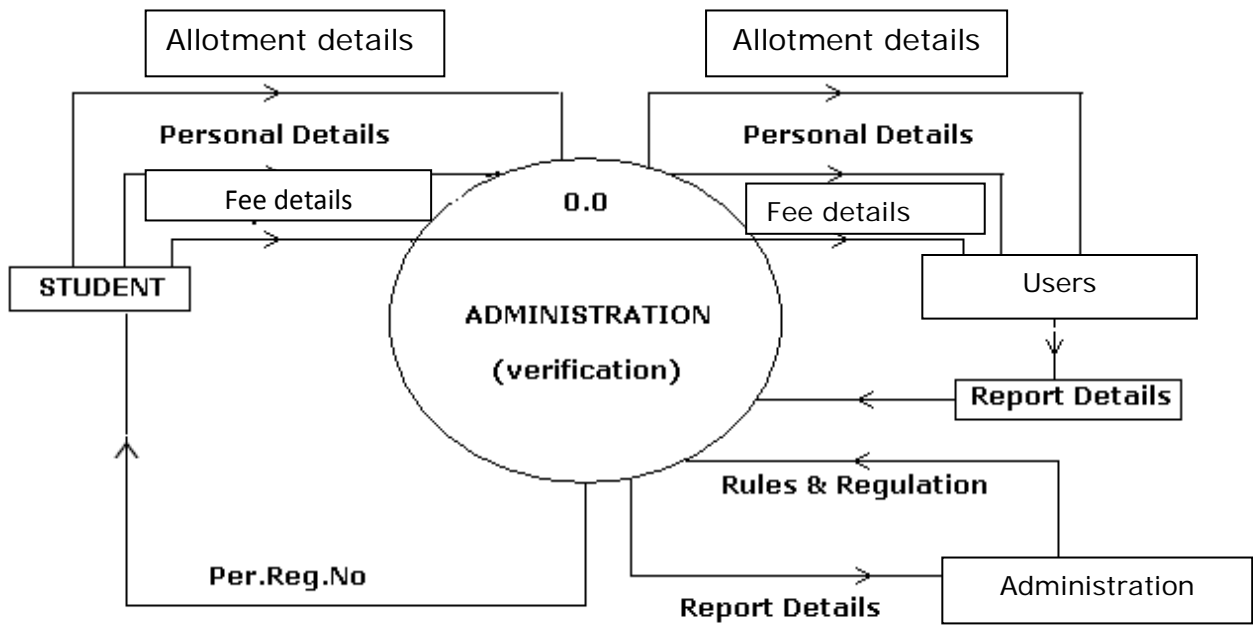 Allotment details
Allotment details
Personal Details
Personal Details
Fee details
0.0
Fee details
STUDENT
Users
ADMINISTRATION
(verification)
Report Details
Rules & Regulation
Per.Reg.No
Administration
Report Details